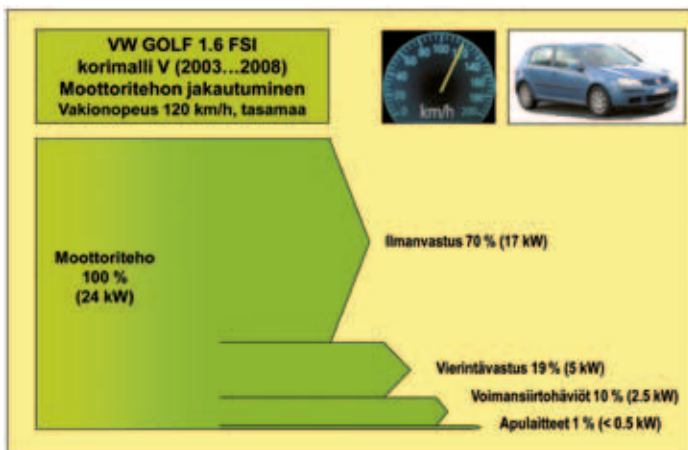 VW GOLF 1.6 FSI
korimalli V (2003...2008)
Moottoritehon jakautuminen
Vakionopeus 120 km/h, tasamaa
km/h
Moottoriteho
100 %
(24 kW)
Ilmanvastus 70 % (17 kW)
Vierintävastus 19 % (5 kW)
Voimansiirtohäviöt 10 % (2.5 kW)
Apulaitteet 1 % (< 0.5 kW)